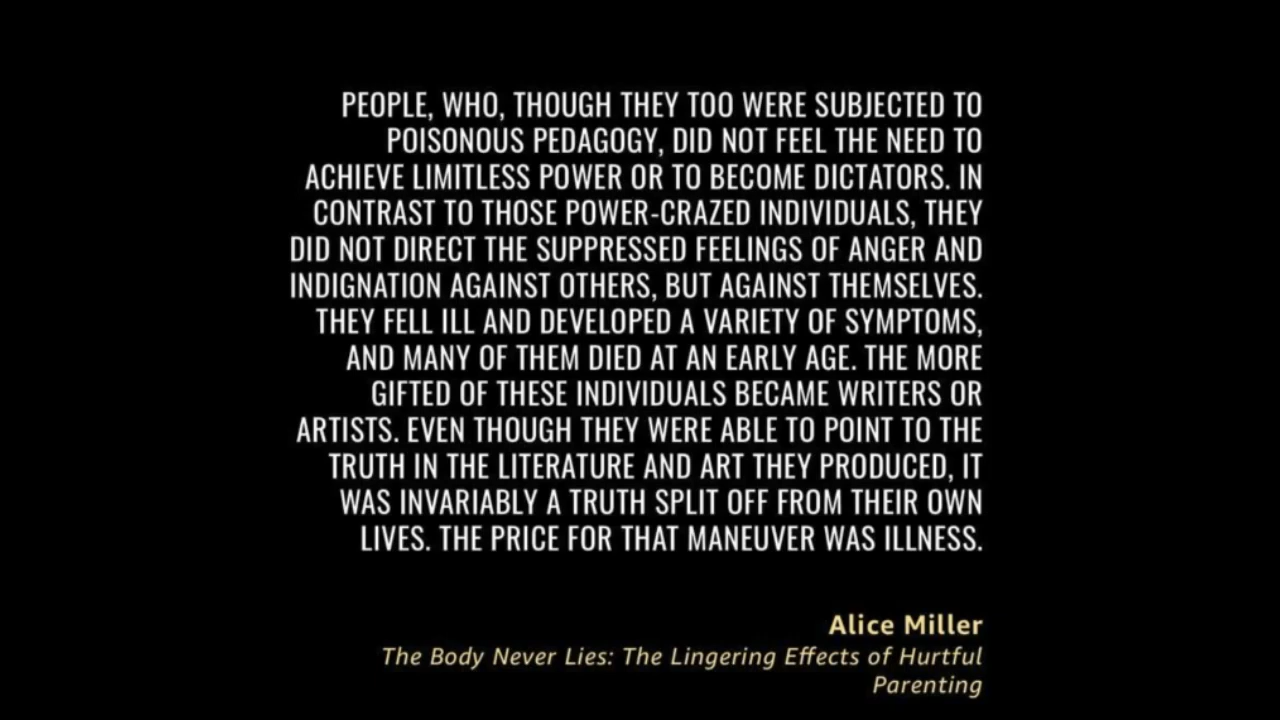 PEOPLE, WHO, THOUGH THEY TOO WERE SUBJECTED TO
POISONOUS PEDAGOGY, DID NOT FEEL THE NEED TO
ACHIEVE LIMITLESS POWER OR TO BECOME DICTATORS. IN
CONTRAST TO THOSE POWER-CRAZED INDIVIDUALS, THEY
DID NOT DIRECT THE SUPPRESSED FEELINGS OF ANGER AND
INDIGNATION AGAINST OTHERS, BUT AGAINST THEMSELVES.
THEY FELL ILL AND DEVELOPED A VARIETY OF SYMPTOMS,
AND MANY OF THEM DIED AT AN EARLY AGE. THE MORE
GIFTED OF THESE INDIVIDUALS BECAME WRITERS OR
ARTISTS. EVEN THOUGH THEY WERE ABLE TO POINT TO THE
TRUTH IN THE LITERATURE AND ART THEY PRODUCED, IT
WAS INVARIABLY A TRUTH SPLIT OFF FROM THEIR OWN
LIVES. THE PRICE FOR THAT MANEUVER WAS ILLNESS.
Alice Miller
The Body Never Lies: The Lingering Effects of Hurtful
Parenting